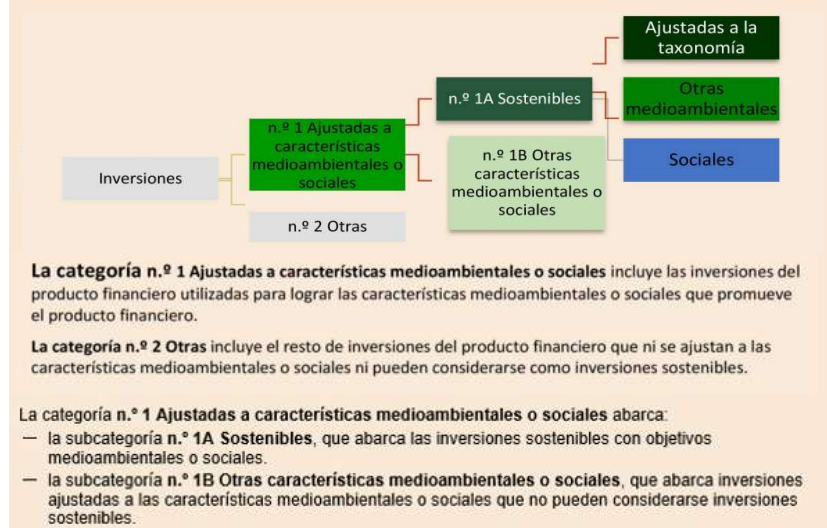 Ajustadas a la
taxonomía
n.º 1A Sostenibles
Otras
medioambientales
n.º 1 Ajustadas a
características
medioambientales o
sociales
n.º 1B Otras
características
medioambientales o
sociales
Sociales
Inversiones
n.º 2 Otras
La categoría n.º 1 Ajustadas a características medioambientales o sociales incluye las inversiones del
producto financiero utilizadas para lograr las características medioambientales o sociales que promueve
el producto financiero.
La categoría n.º 2 Otras incluye el resto de inversiones del producto financiero que ni se ajustan a las
características medioambientales o sociales ni pueden considerarse como inversiones sostenibles.
La categoría n.º 1 Ajustadas a características medioambientales o sociales abarca:
— la subcategoría n.º 1A Sostenibles, que abarca las inversiones sostenibles con objetivos
medioambientales o sociales.
— la subcategoría n.º 1B Otras características medioambientales o sociales, que abarca inversiones
ajustadas a las características medioambientales o sociales que no pueden considerarse inversiones
sostenibles.